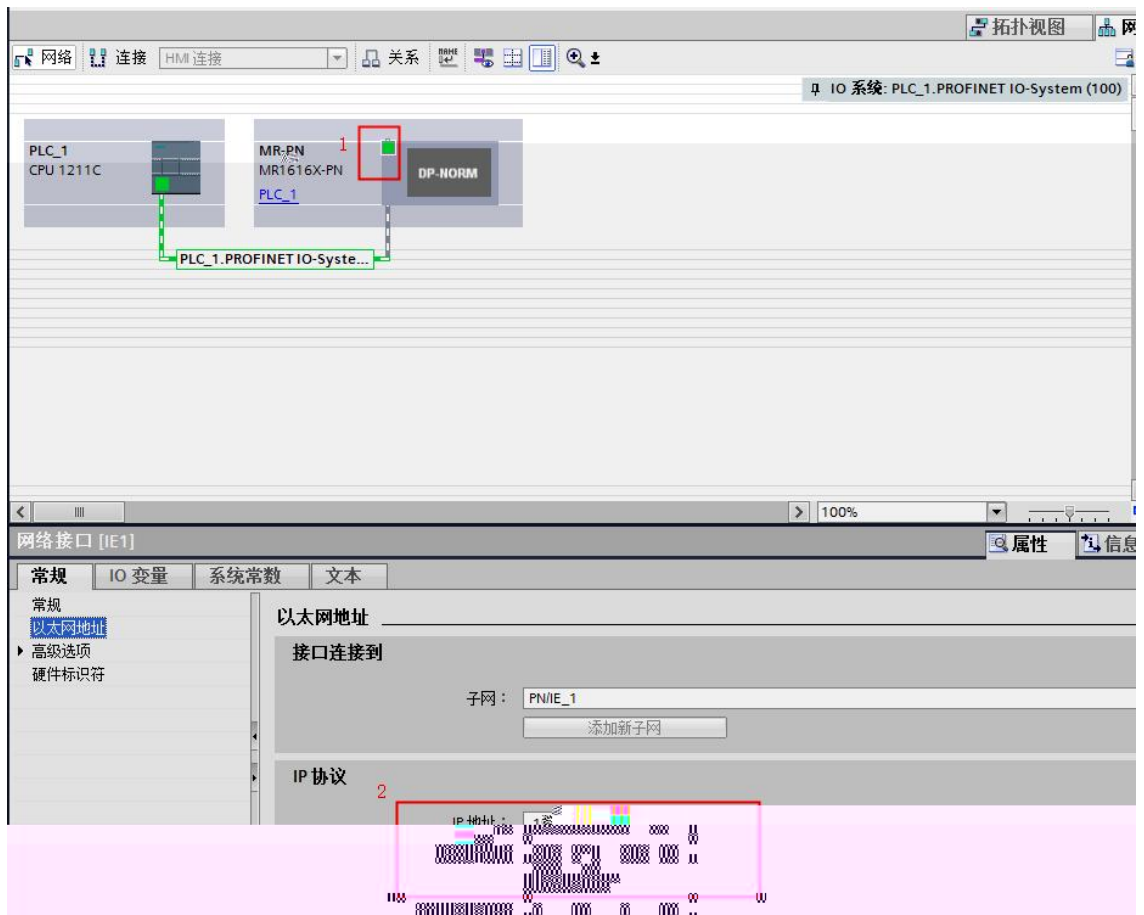 拓扑视图
网络 连接 HMI 连接 关系
IO 系统: PLC_1.PROFINET IO-System (100)
PLC_1
CPU 1211C
MR-PN
MR1616X-PN
PLC_1
1
DP-NORM
PLC_1.PROFINET IO-Syste...
100%
网络接口 [IE1]
属性 信息
常规 IO 变量 系统常数 文本
常规
以太网地址
高级选项
硬件标识符
以太网地址
接口连接到
子网： PN/IE_1
添加新子网
IP 协议
2
IP 地址：